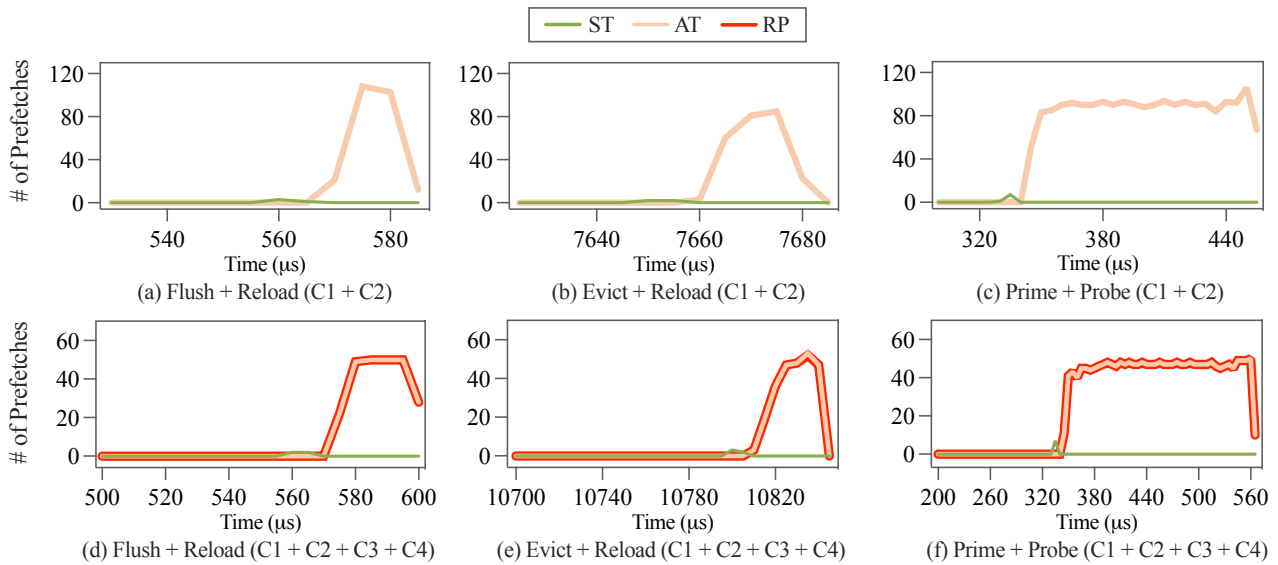 ST AT RP
# of Prefetches
120
80
40
0
540 560 580
Time (μs)
(a) Flush + Reload (C1 + C2)
120
80
40
0
7640 7660 7680
Time (μs)
(b) Evict + Reload (C1 + C2)
120
80
40
0
320 380 440
Time (μs)
(c) Prime + Probe (C1 + C2)
# of Prefetches
60
40
20
0
500 520 540 560 580 600
Time (μs)
(d) Flush + Reload (C1 + C2 + C3 + C4)
60
40
20
0
10700 10740 10780 10820
Time (μs)
(e) Evict + Reload (C1 + C2 + C3 + C4)
60
40
20
0
200 260 320 380 440 500 560
Time (μs)
(f) Prime + Probe (C1 + C2 + C3 + C4)